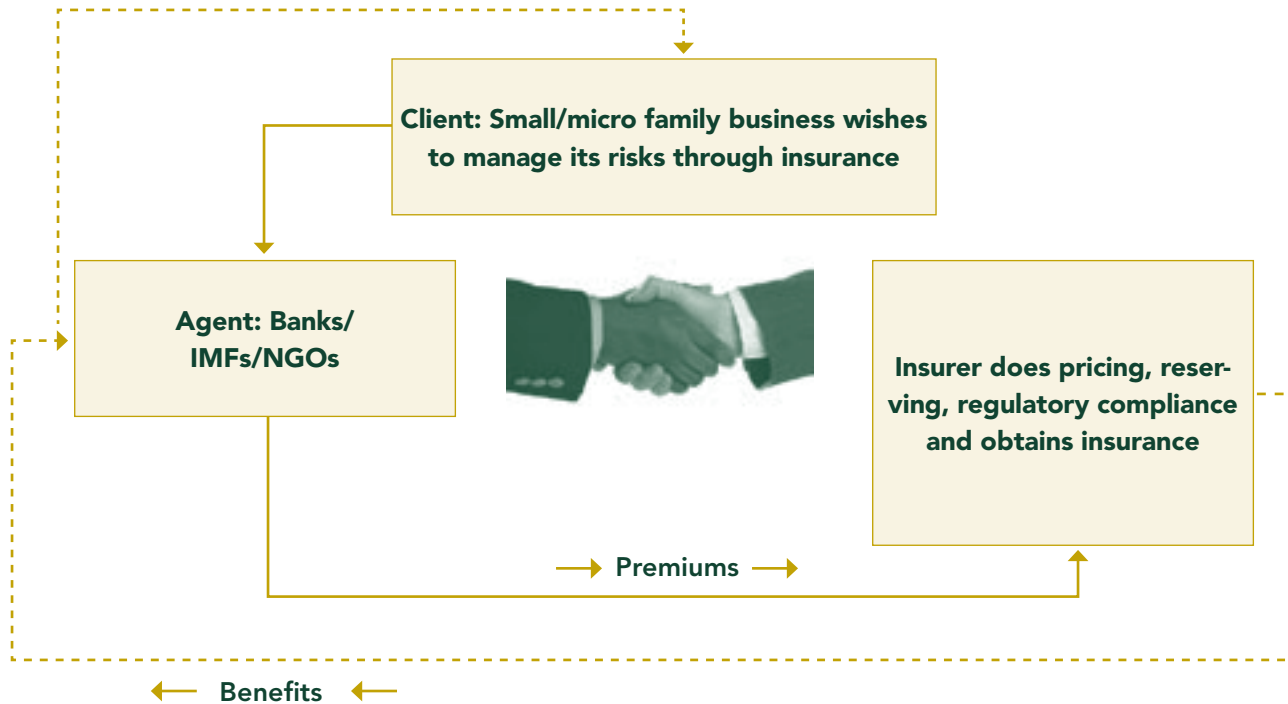 Client: Small/micro family business wishes
to manage its risks through insurance
Agent: Banks/
IMFs/NGOs
Insurer does pricing, reser-
ving, regulatory compliance
and obtains insurance
Premiums
Benefits